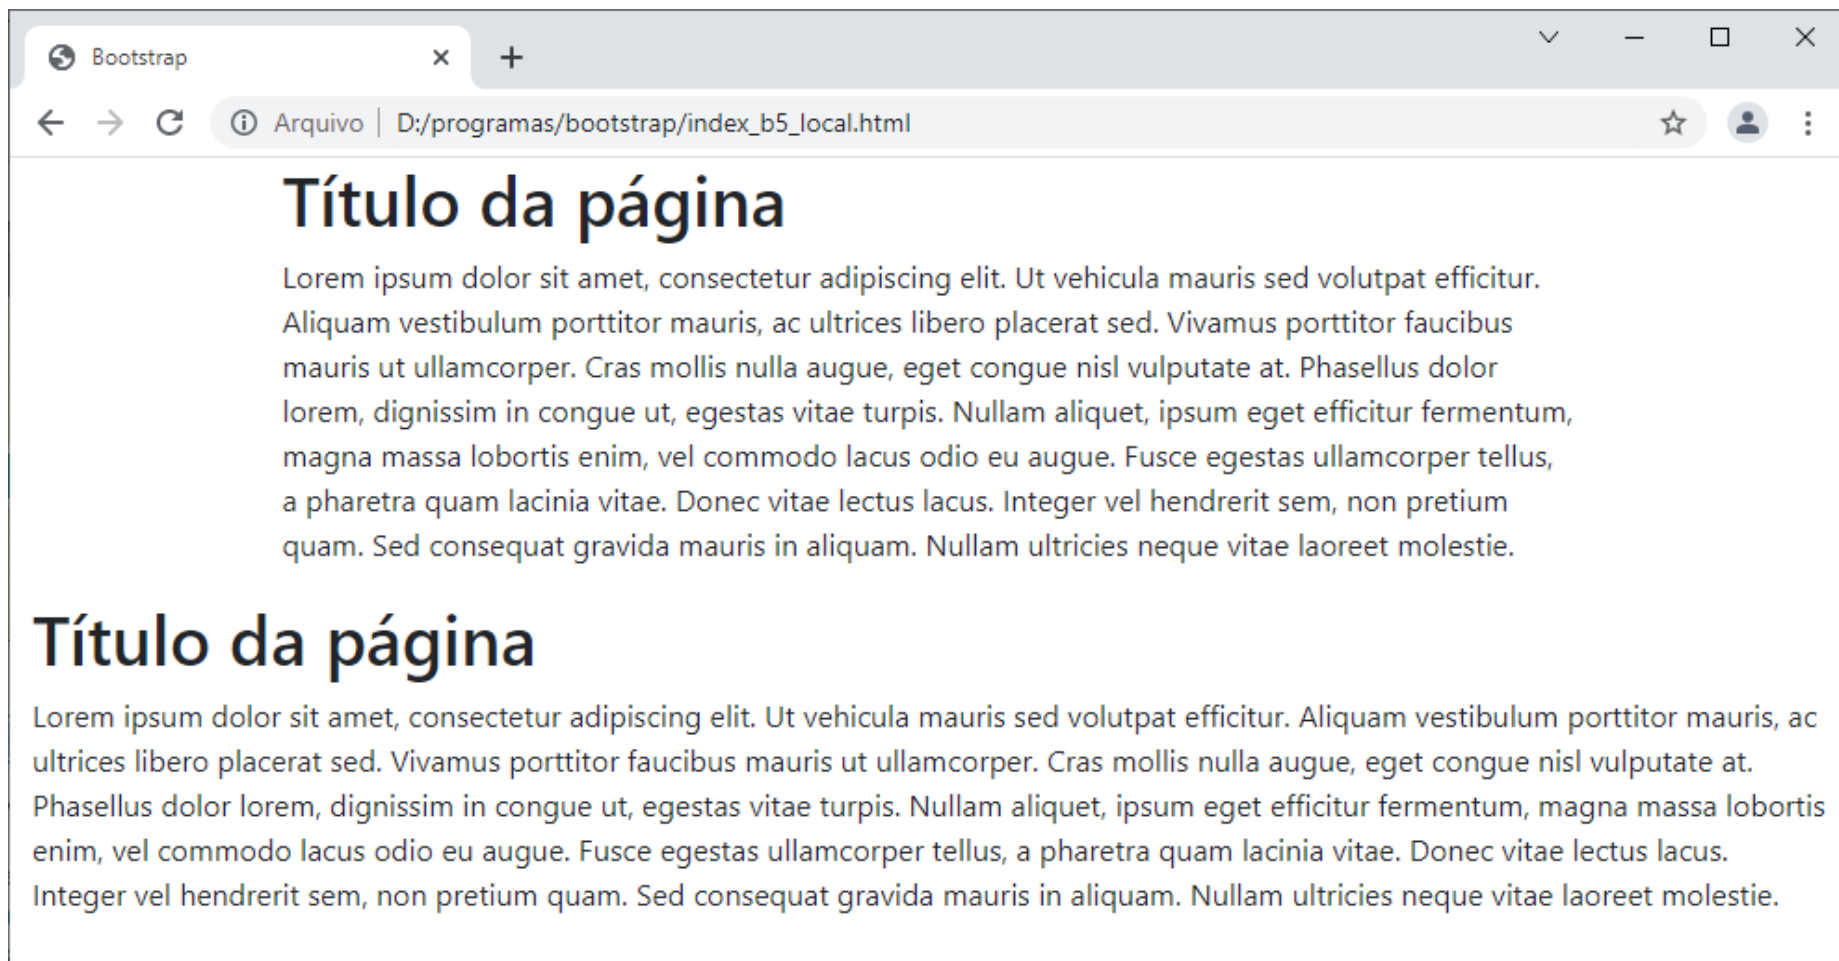 Bootstrap
Arquivo D:/programas/bootstrap/index_b5_local.html
Título da página
Lorem ipsum dolor sit amet, consectetur adipiscing elit. Ut vehicula mauris sed volutpat efficitur.
Aliquam vestibulum porttitor mauris, ac ultrices libero placerat sed. Vivamus porttitor faucibus
mauris ut ullamcorper. Cras mollis nulla augue, eget congue nisl vulputate at. Phasellus dolor
lorem, dignissim in congue ut, egestas vitae turpis. Nullam aliquet, ipsum eget efficitur fermentum,
magna massa lobortis enim, vel commodo lacus odio eu augue. Fusce egestas ullamcorper tellus,
a pharetra quam lacinia vitae. Donec vitae lectus lacus. Integer vel hendrerit sem, non pretium
quam. Sed consequat gravida mauris in aliquam. Nullam ultricies neque vitae laoreet molestie.
Título da página
Lorem ipsum dolor sit amet, consectetur adipiscing elit. Ut vehicula mauris sed volutpat efficitur. Aliquam vestibulum porttitor mauris, ac
ultrices libero placerat sed. Vivamus porttitor faucibus mauris ut ullamcorper. Cras mollis nulla augue, eget congue nisl vulputate at.
Phasellus dolor lorem, dignissim in congue ut, egestas vitae turpis. Nullam aliquet, ipsum eget efficitur fermentum, magna massa lobortis
enim, vel commodo lacus odio eu augue. Fusce egestas ullamcorper tellus, a pharetra quam lacinia vitae. Donec vitae lectus lacus.
Integer vel hendrerit sem, non pretium quam. Sed consequat gravida mauris in aliquam. Nullam ultricies neque vitae laoreet molestie.